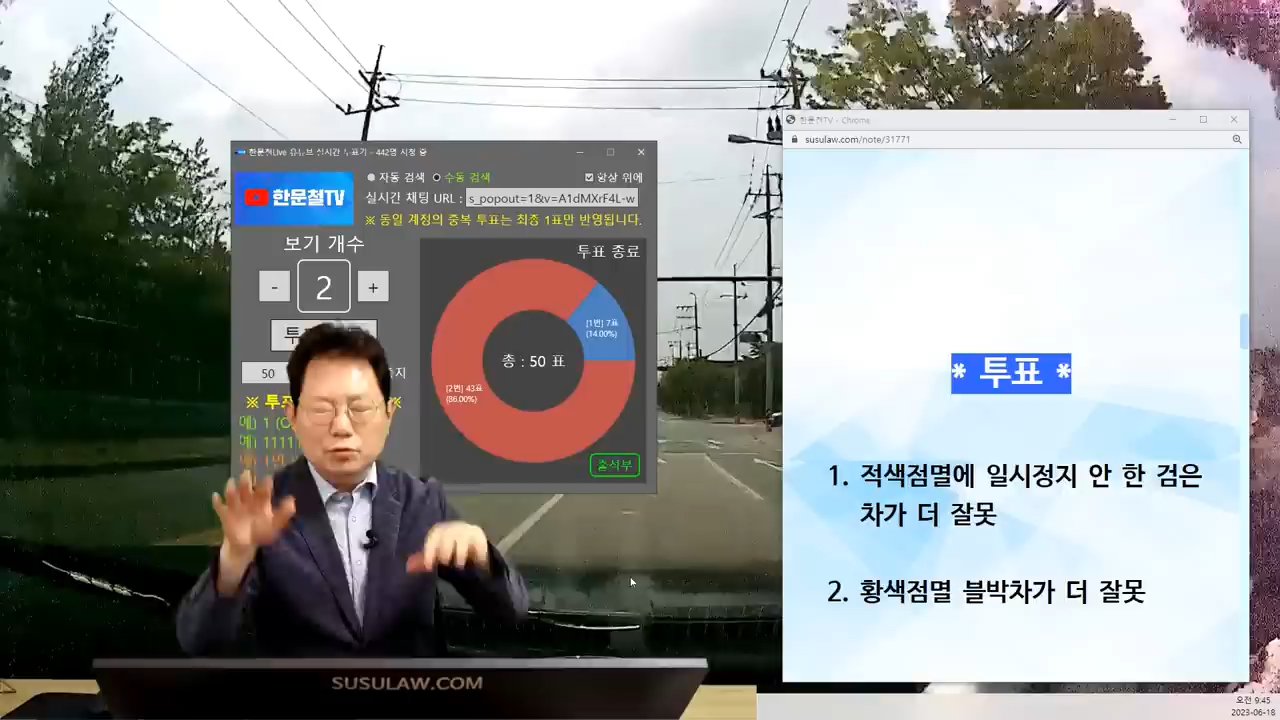 한문철Live 유튜브 실시간 투표기 - 442명 시청 중
한문철TV
자동 검색
수동 검색
항상 위에
실시간 채팅 URL :
s_popout=1&v=A1dMXrF4L-w
※ 동일 계정의 중복 투표는 최종 1표만 반영됩니다.
보기 개수
-
2
+
투
50
지
예) 1
예) 1111
투표 종료
[1번] 7표
(14.00%)
총 : 50 표
[2번] 43표
(86.00%)
출석부
한문철TV - Chrome
susulaw.com/note/31771
* 투표 *
1. 적색점멸에 일시정지 안 한 검은
차가 더 잘못
2. 황색점멸 블박차가 더 잘못
SUSULAW.COM
오전 9:45
2023-06-18